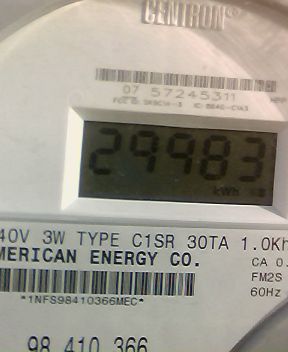 CENTRON
07 57245311
29983
kWh
40V 3W TYPE C1SR 30TA 1.0Kh
MERICAN ENERGY CO.
CA 0.
FM2S
60Hz
*1NFS98410366MEC*
98 410 366